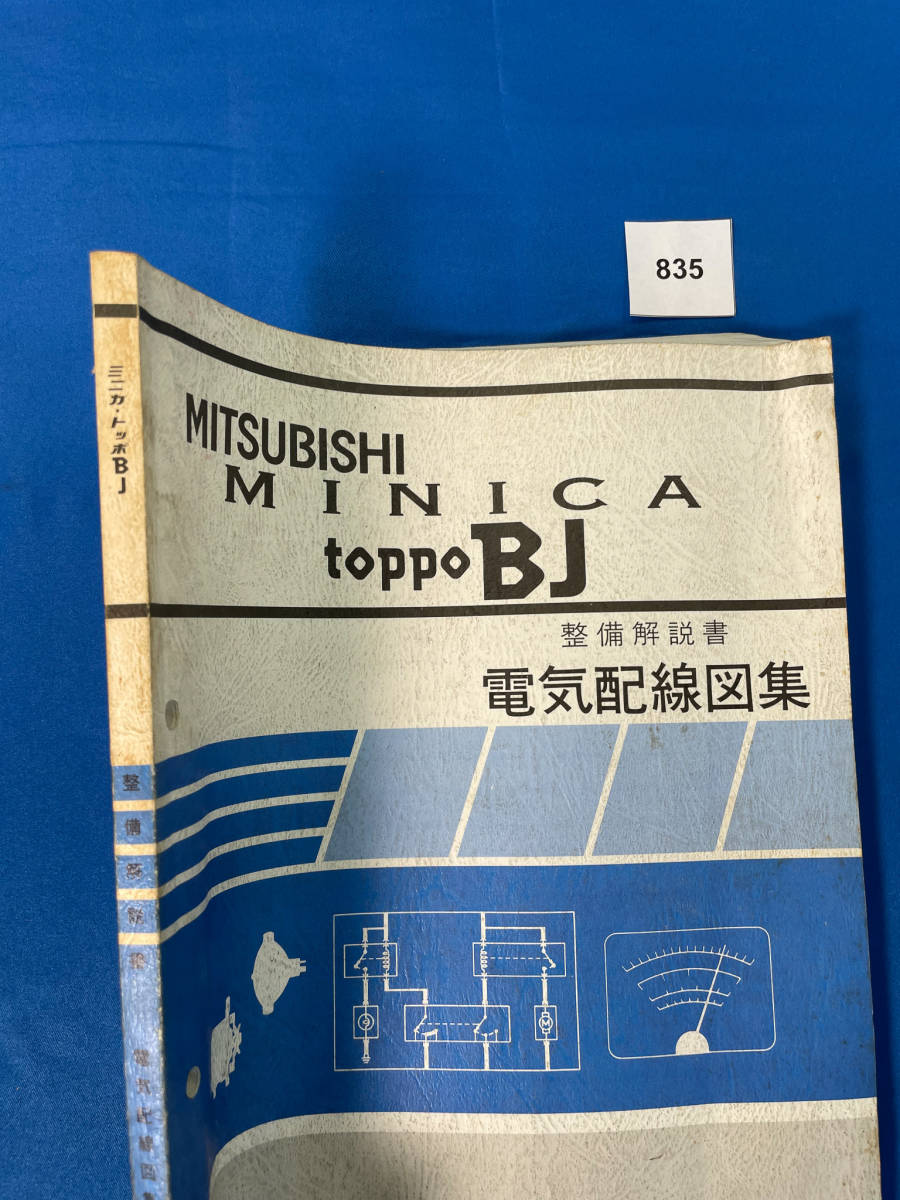 835
MITSUBISHI
MINICA
toppo BJ
整備解説書
電気配線図集
ミニカ・トッポBJ
整備解説書
電気配線図集
M